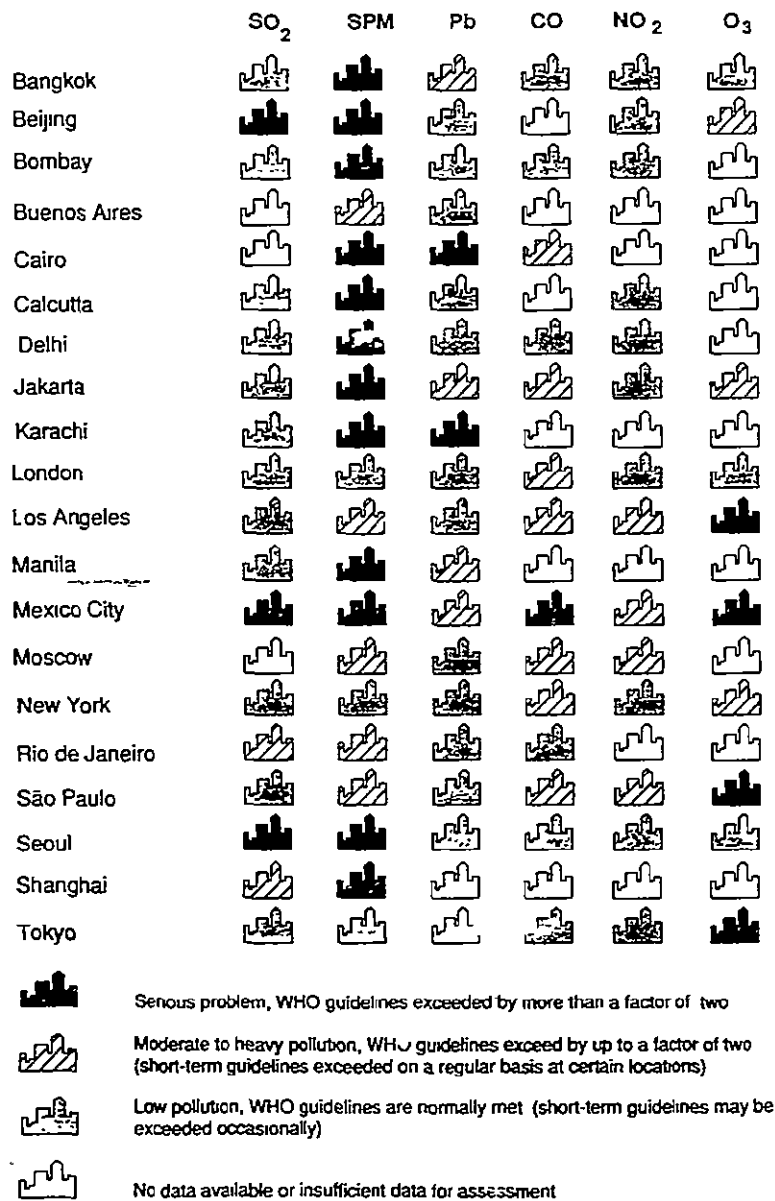 SO2 SPM Pb CO NO2 O3
Bangkok
Beijing
Bombay
Buenos Aires
Cairo
Calcutta
Delhi
Jakarta
Karachi
London
Los Angeles
Manila
Mexico City
Moscow
New York
Rio de Janeiro
São Paulo
Seoul
Shanghai
Tokyo
Serious problem, WHO guidelines exceeded by more than a factor of two
Moderate to heavy pollution, WHO guidelines exceed by up to a factor of two
(short-term guidelines exceeded on a regular basis at certain locations)
Low pollution, WHO guidelines are normally met (short-term guidelines may be
exceeded occasionally)
No data available or insufficient data for assessment